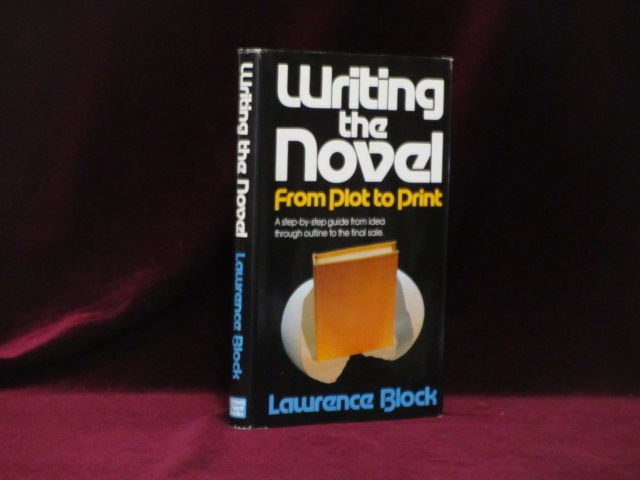 Writing
the
Novel
From Plot to Print
A step-by-step guide from idea
through outline to the final sale.
Lawrence Block
Writing the Novel
Lawrence Block